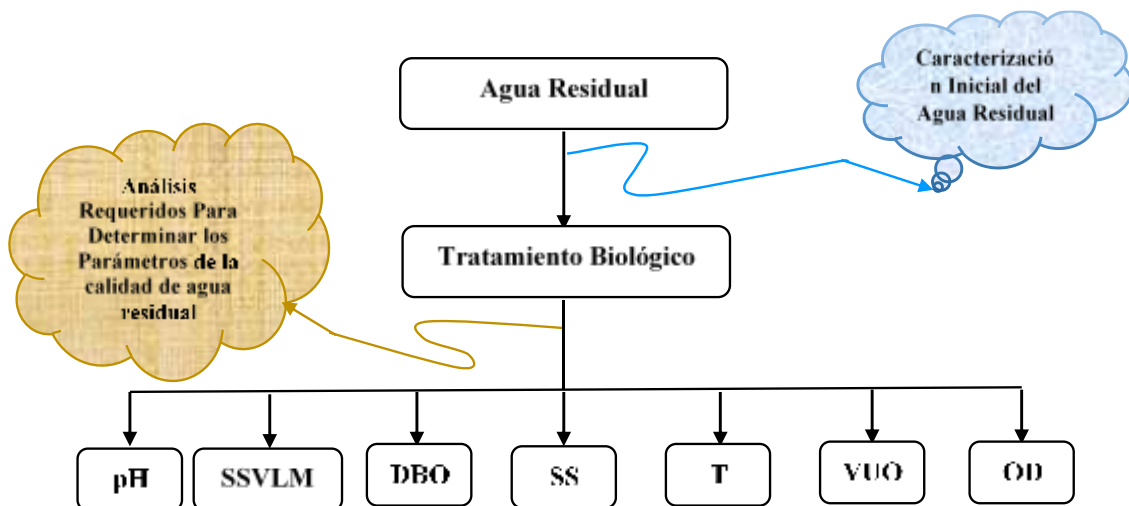 Agua Residual
Caracterizació
n Inicial del
Agua Residual
Análisis
Requeridos Para
Determinar los
Parámetros de la
calidad de agua
residual
Tratamiento Biológico
pH
SSVLM
DBO
SS
T
VUO
OD